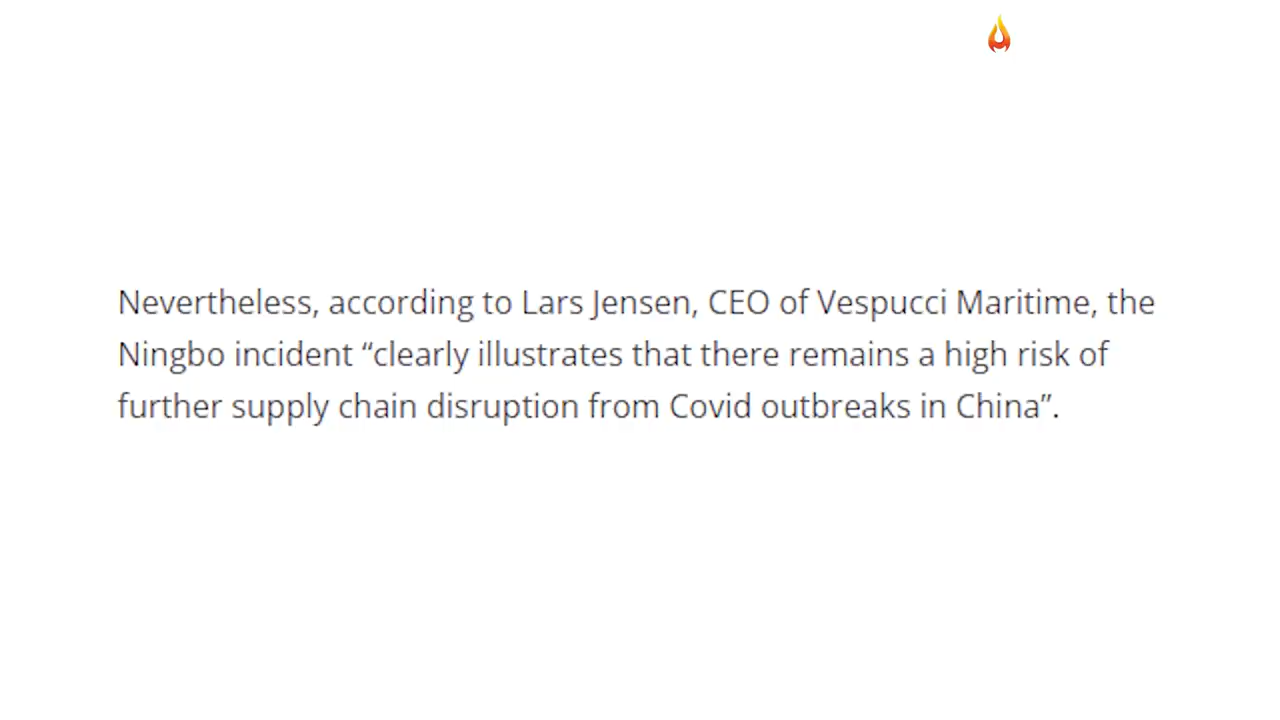 Nevertheless, according to Lars Jensen, CEO of Vespucci Maritime, the
Ningbo incident “clearly illustrates that there remains a high risk of
further supply chain disruption from Covid outbreaks in China”.